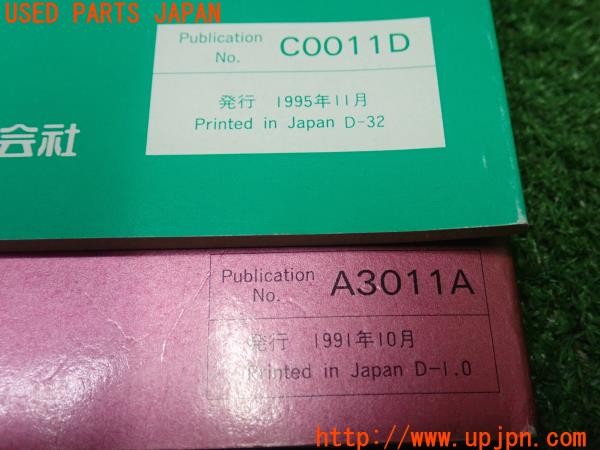 USED PARTS JAPAN
Publication No. C0011D
発行 1995年11月
Printed in Japan D-32
会社
Publication No. A3011A
発行 1991年10月
Printed in Japan D-1.0
http://www.upjpn.com